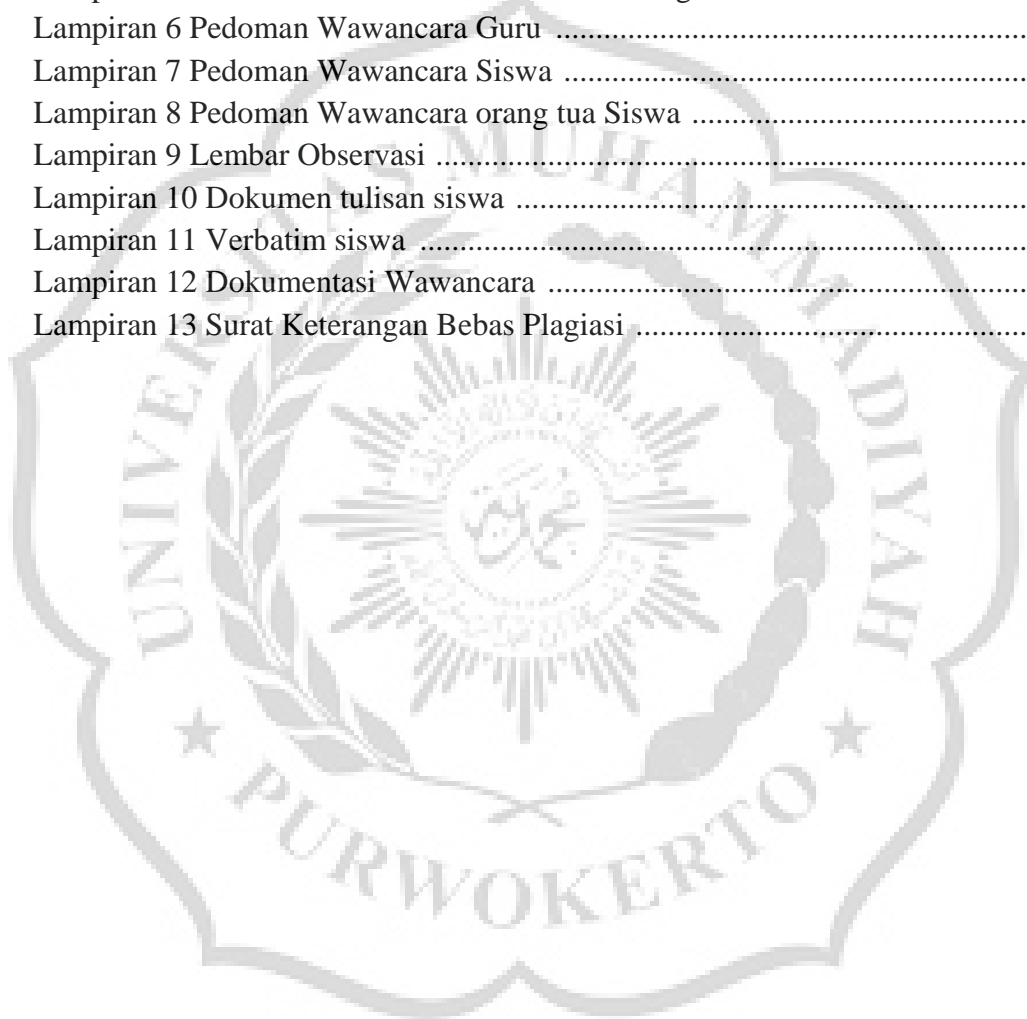 Lampiran 6 Pedoman Wawancara Guru ............................................................
Lampiran 7 Pedoman Wawancara Siswa ...........................................................
Lampiran 8 Pedoman Wawancara orang tua Siswa ...........................................
Lampiran 9 Lembar Observasi ...........................................................................
Lampiran 10 Dokumen tulisan siswa .................................................................
Lampiran 11 Verbatim siswa .............................................................................
Lampiran 12 Dokumentasi Wawancara .............................................................
Lampiran 13 Surat Keterangan Bebas Plagiasi ..................................................
UNIVERSITAS MUHAMMADIYAH
PURWOKERTO